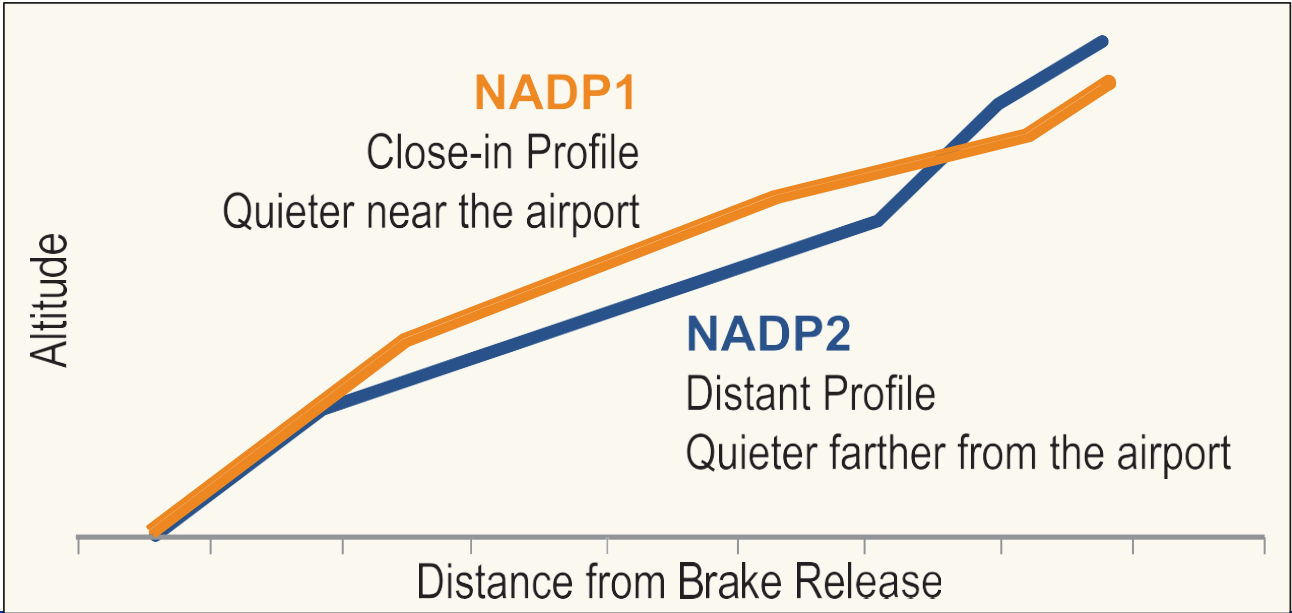 NADP1
Close-in Profile
Quieter near the airport
Altitude
NADP2
Distant Profile
Quieter farther from the airport
Distance from Brake Release